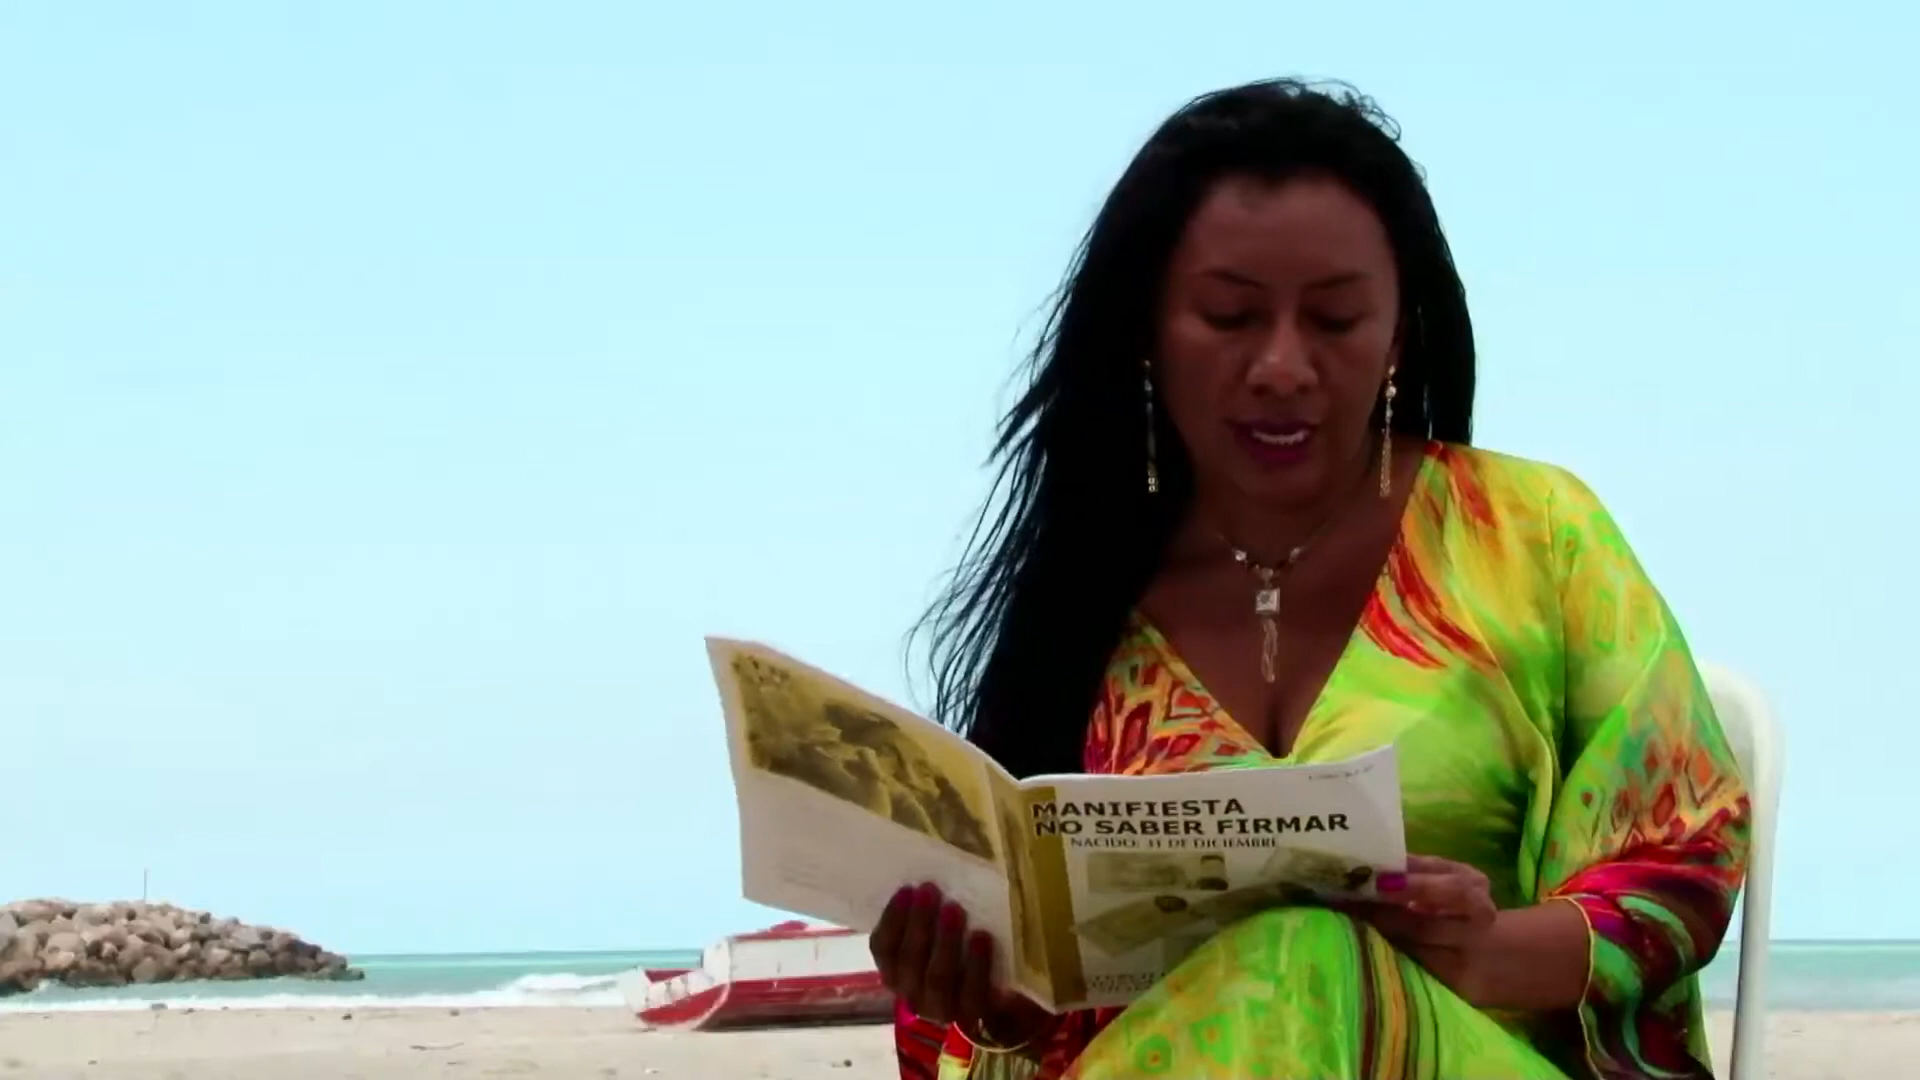 MANIFIESTA
NO SABER FIRMAR
NACIDO: 31 DE DICIEMBRE